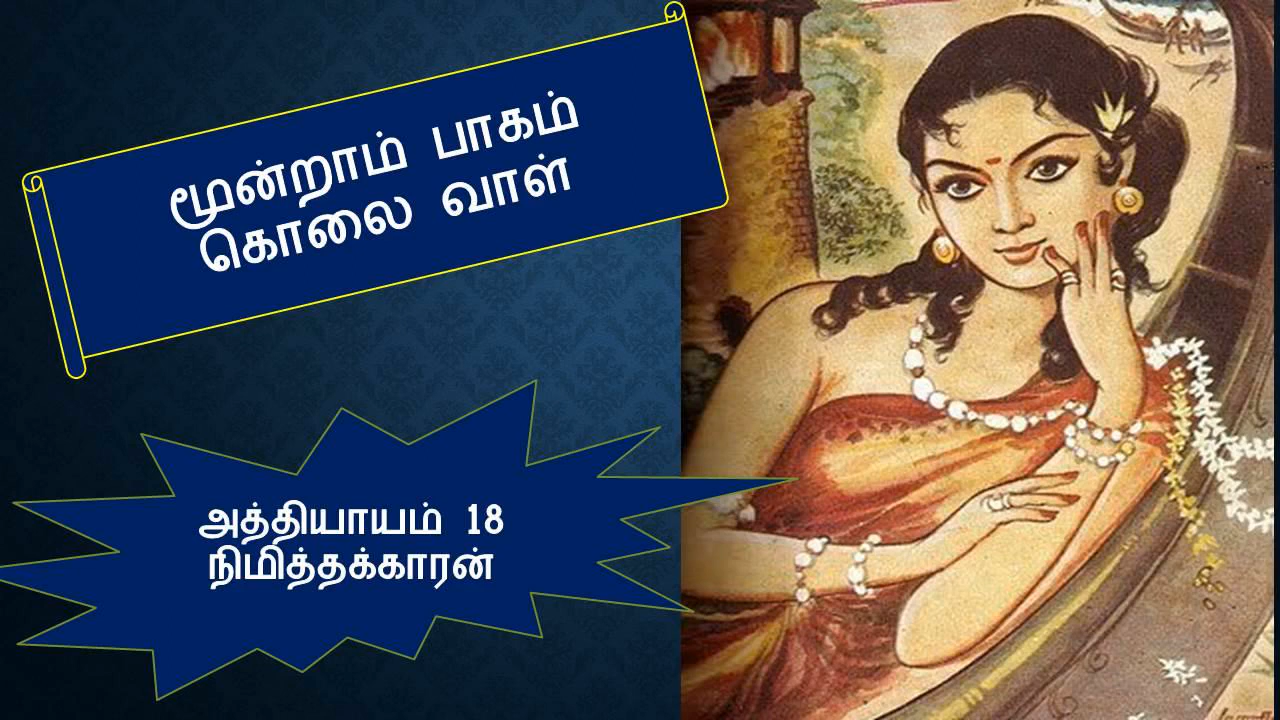 மூன்றாம் பாகம்
கொலை வாள்
அத்தியாயம் 18
நிமித்தக்காரன்